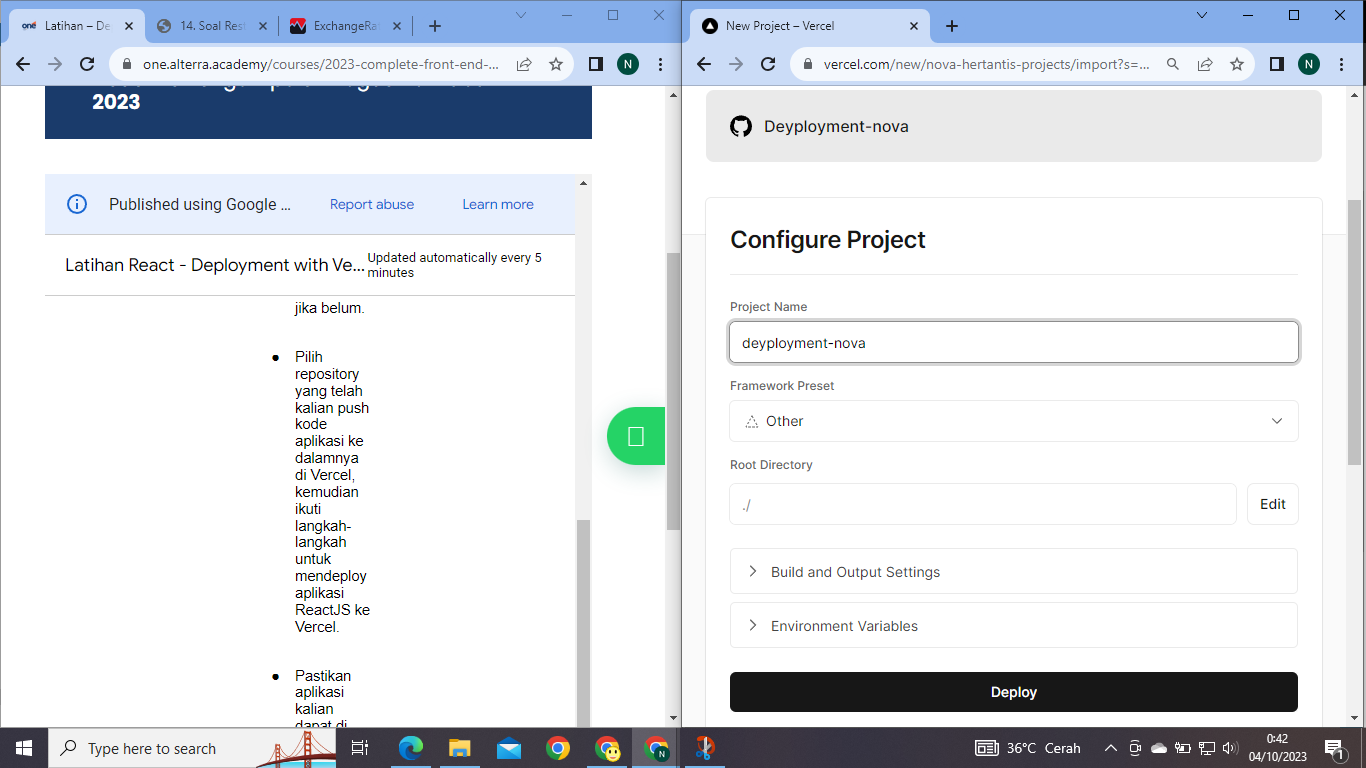 Latihan – De
14. Soal Rest
ExchangeRa
one.alterra.academy/courses/2023-complete-front-end-...
N
2023
Published using Google ...
Report abuse
Learn more
Latihan React - Deployment with Ve...
Updated automatically every 5
minutes
jika belum.
● Pilih
repository
yang telah
kalian push
kode
aplikasi ke
dalamnya
di Vercel,
kemudian
ikuti
langkah-
langkah
untuk
mendeploy
aplikasi
ReactJS ke
Vercel.
● Pastikan
aplikasi
kalian
dapat di
New Project – Vercel
vercel.com/new/nova-hertantis-projects/import?s=...
N
Deyployment-nova
Configure Project
Project Name
deyployment-nova
Framework Preset
Other
Root Directory
./
Edit
Build and Output Settings
Environment Variables
Deploy
Type here to search
N
36°C Cerah
0:42
04/10/2023
1